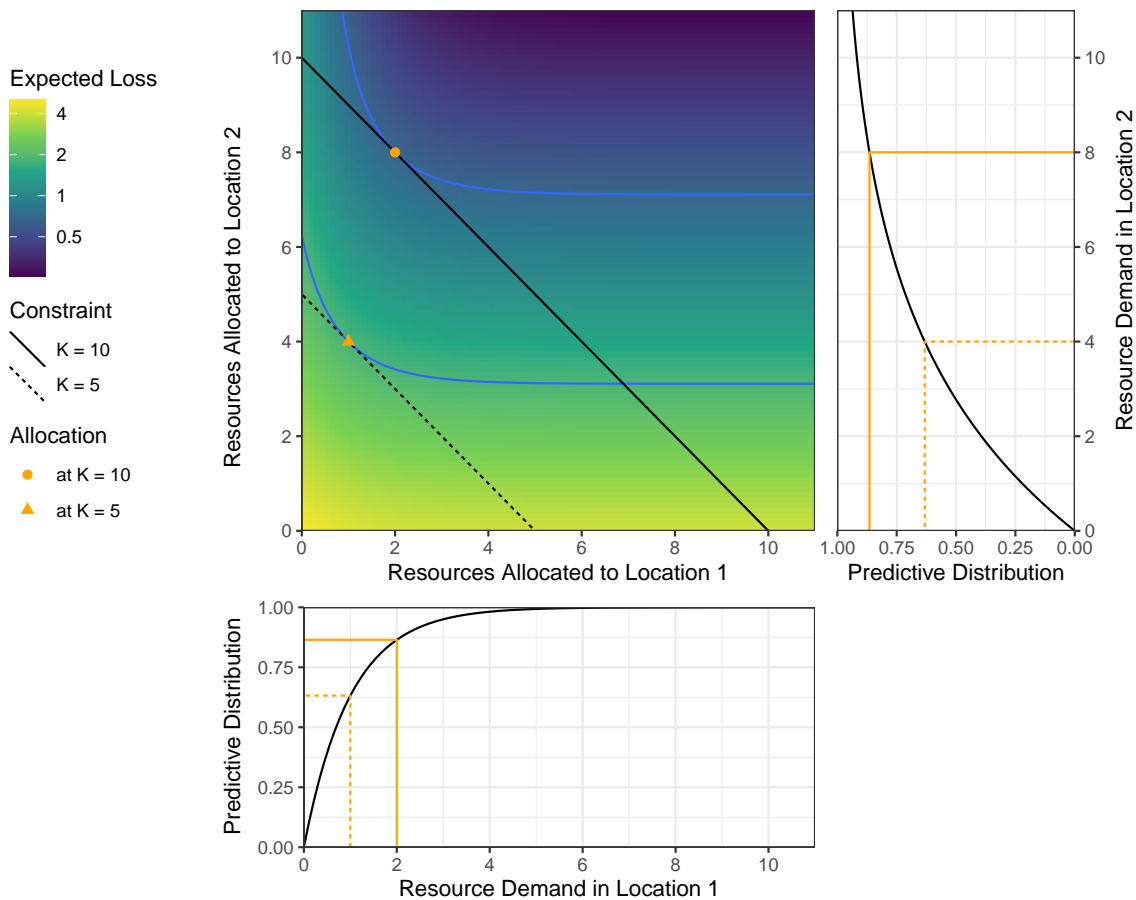 Expected Loss
4
2
1
0.5
Constraint
K = 10
K = 5
Allocation
at K = 10
at K = 5
Resources Allocated to Location 2
10
8
6
4
2
0
0 2 4 6 8 10
Resources Allocated to Location 1
10
8
6
4
2
0
Resource Demand in Location 2
1.00 0.75 0.50 0.25 0.00
Predictive Distribution
Predictive Distribution
1.00
0.75
0.50
0.25
0.00
0 2 4 6 8 10
Resource Demand in Location 1